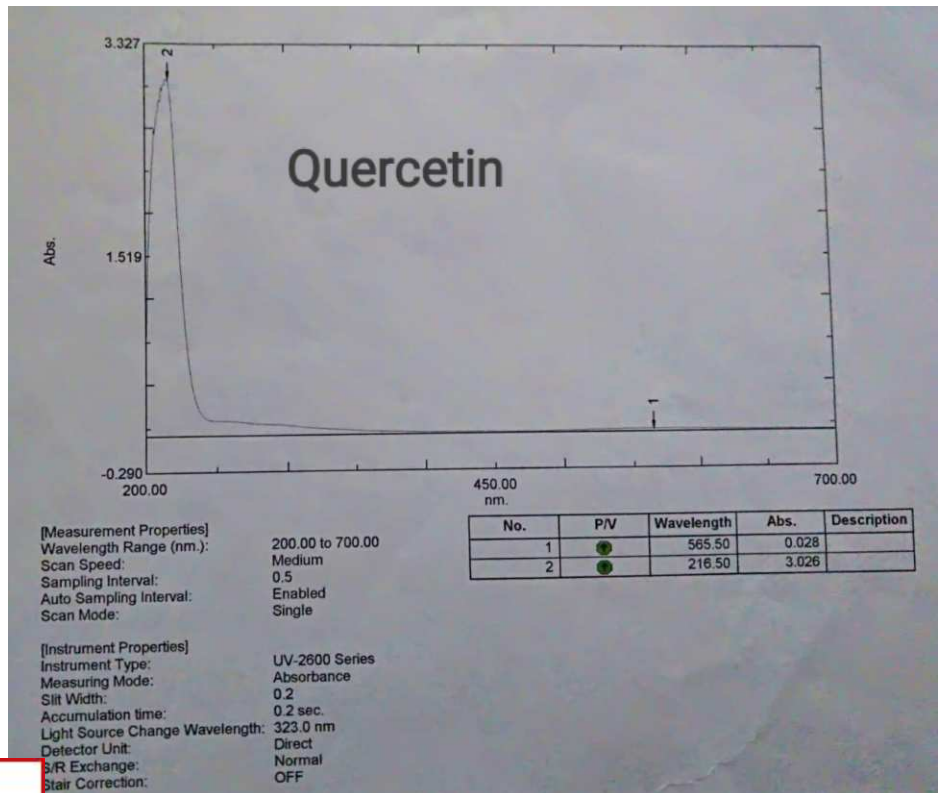 3.327
2
Quercetin
Abs.
1.519
1
-0.290
200.00 450.00 700.00
nm.
No. P/V Wavelength Abs. Description
1 565.50 0.028
2 216.50 3.026
[Measurement Properties]
Wavelength Range (nm.): 200.00 to 700.00
Scan Speed: Medium
Sampling Interval: 0.5
Auto Sampling Interval: Enabled
Scan Mode: Single
[Instrument Properties]
Instrument Type: UV-2600 Series
Measuring Mode: Absorbance
Slit Width: 0.2
Accumulation time: 0.2 sec.
Light Source Change Wavelength: 323.0 nm
Detector Unit: Direct
S/R Exchange: Normal
Stair Correction: OFF